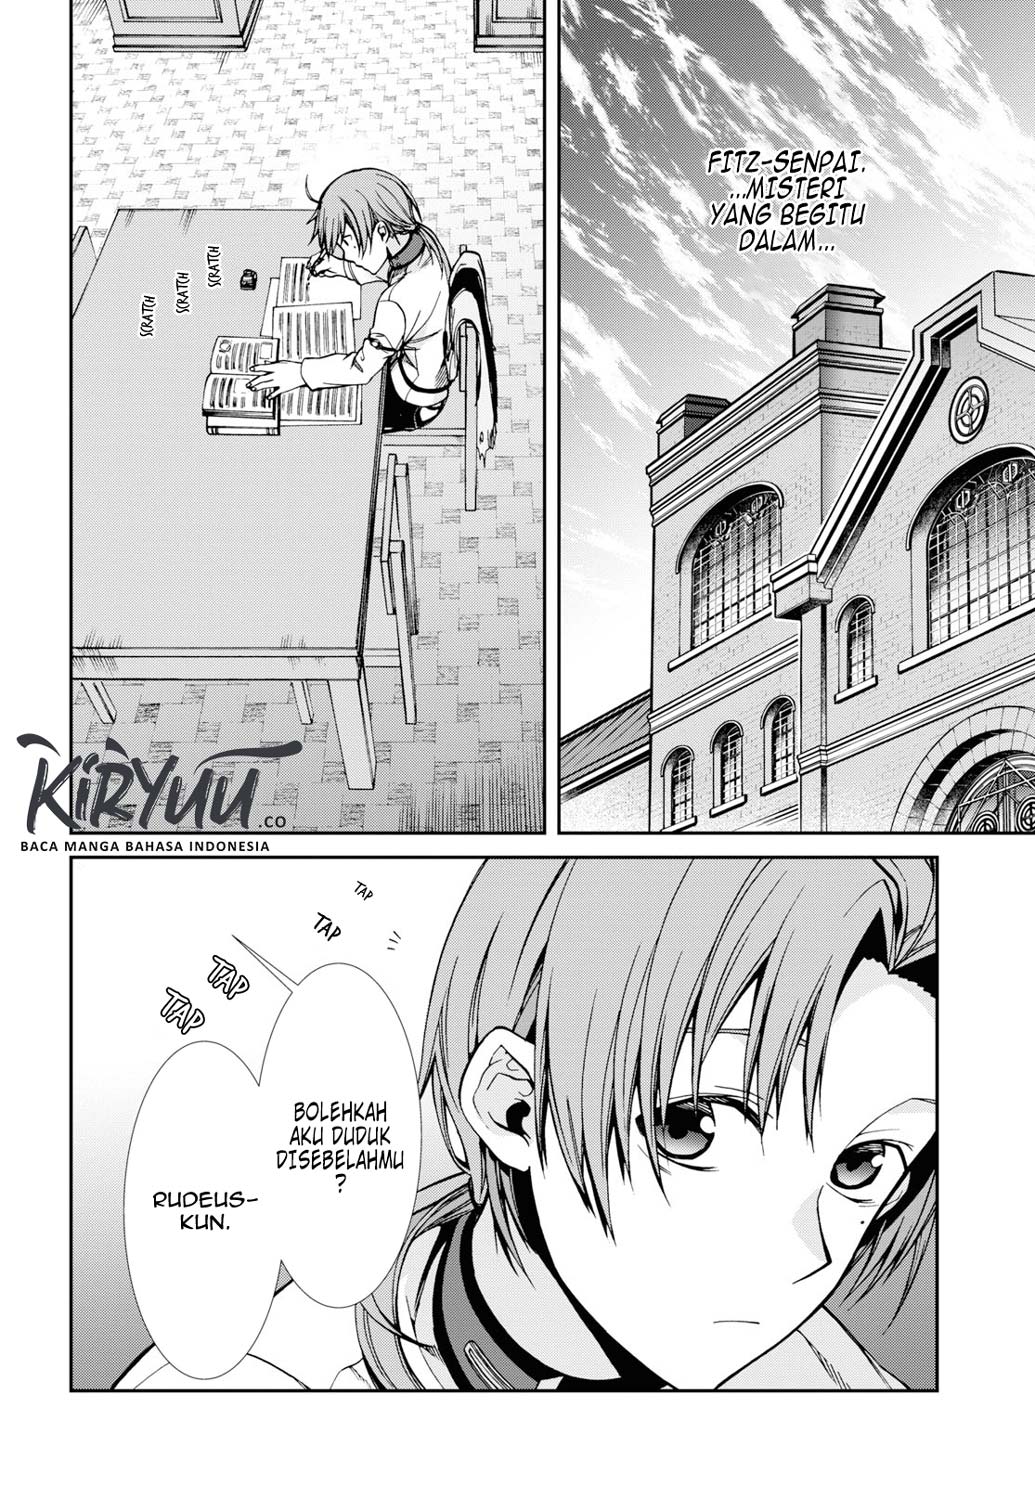 FITZ-SENPAI.
...MISTERI
YANG BEGITU
DALAM...
SCRATCH
SCRATCH
SCRATCH
KIRYUU.CO
BACA MANGA BAHASA INDONESIA
TAP
TAP
TAP
TAP
BOLEHKAH
AKU DUDUK
DISEBELAHMU
?
RUDEUS-
KUN.